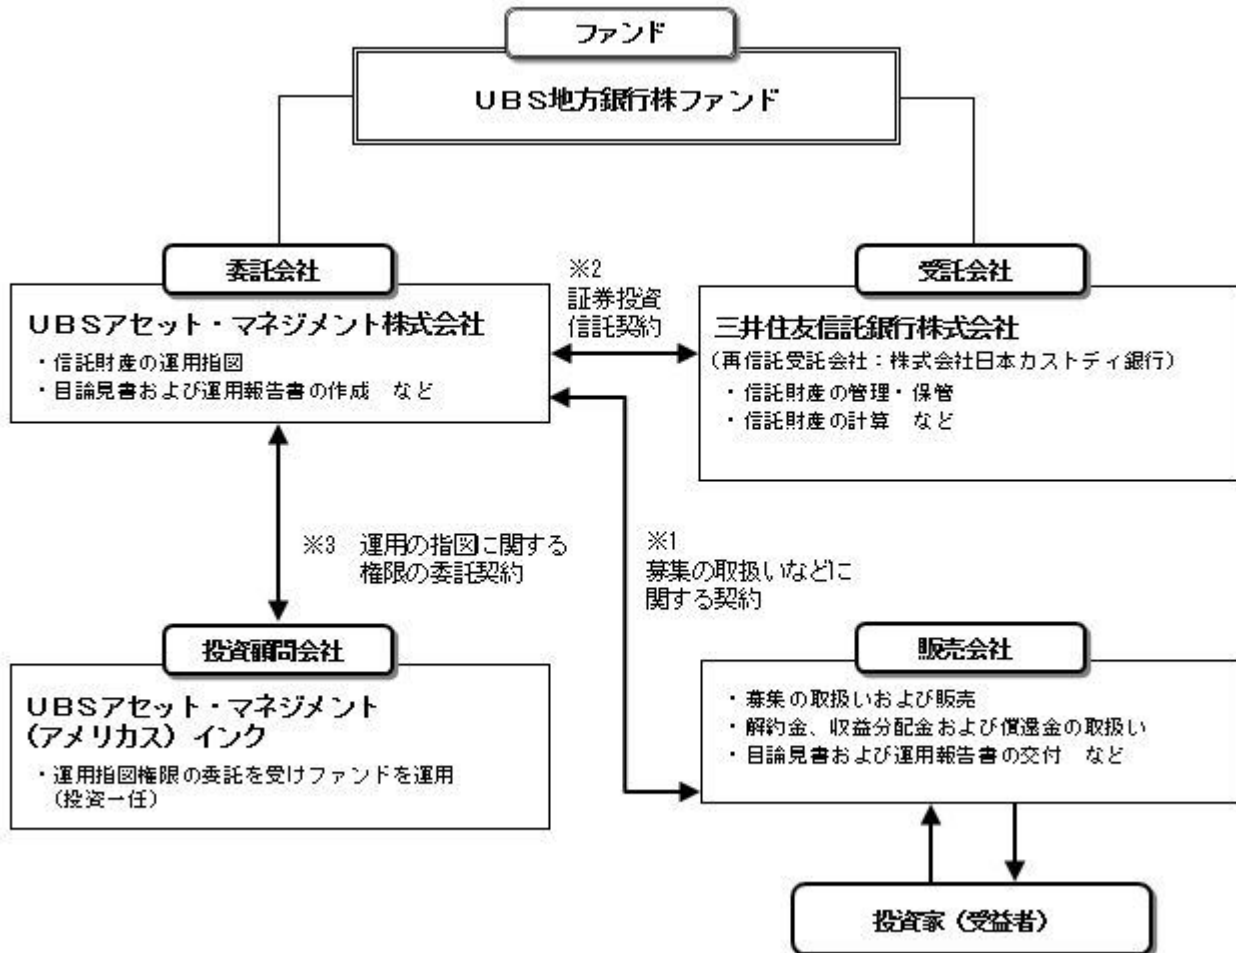 ファンド
UBS地方銀行株ファンド
委託会社
UBSアセット・マネジメント株式会社
・信託財産の運用指図
・目論見書および運用報告書の作成 など
※2
証券投資
信託契約
受託会社
三井住友信託銀行株式会社
(再信託受託会社：株式会社日本カストディ銀行)
・信託財産の管理・保管
・信託財産の計算 など
※3 運用の指図に関する
権限の委託契約
※1
募集の取扱いなどに
関する契約
投資顧問会社
UBSアセット・マネジメント
(アメリカス) インク
・運用指図権限の委託を受けファンドを運用
(投資一任)
販売会社
・募集の取扱いおよび販売
・解約金、収益分配金および償還金の取扱い
・目論見書および運用報告書の交付 など
投資家 (受益者)